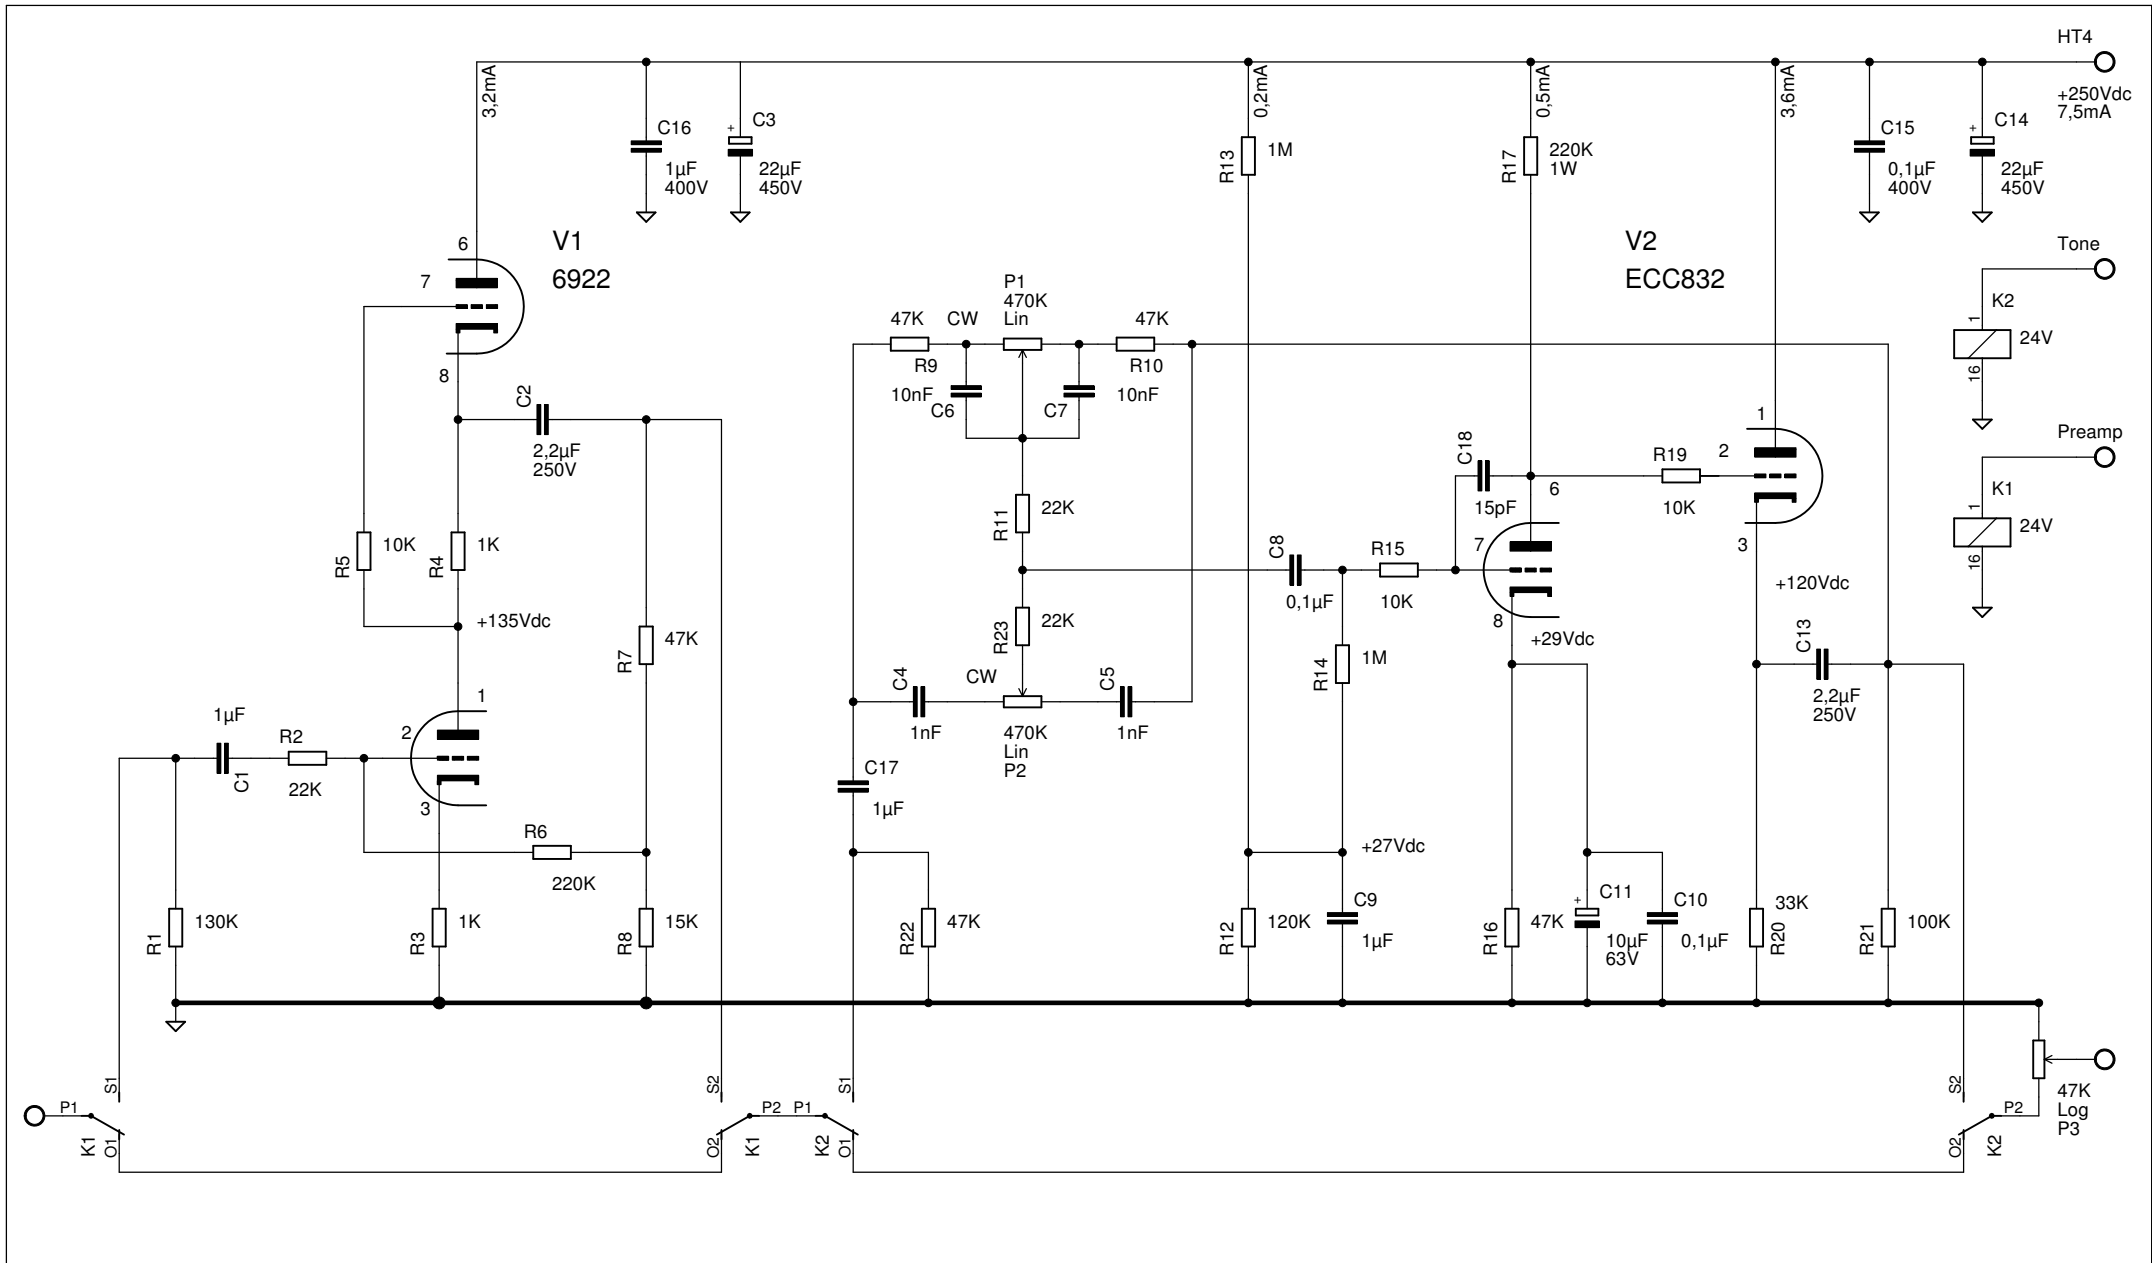 HT4
+250Vdc
7,5mA
3,2mA
C16
1µF
400V
+
C3
22µF
450V
0,2mA
R13
1M
0,5mA
R17
220K
1W
3,6mA
C15
0,1µF
400V
+
C14
22µF
450V
V1
6922
6
7
8
V2
ECC832
Tone
K2
1
24V
16
Preamp
K1
1
24V
16
P1
470K
Lin
47K
CW
47K
R9
R10
10nF
C6
C7
10nF
C2
2,2µF
250V
R5
10K
R4
1K
+135Vdc
R7
47K
R11
22K
R23
22K
C8
0,1µF
R15
10K
C18
15pF
6
7
8
+29Vdc
R19
10K
1
2
3
+120Vdc
C13
2,2µF
250V
R14
1M
C4
1nF
CW
470K
Lin
P2
C5
1nF
1µF
C1
R2
22K
1
2
3
R6
220K
C17
1µF
+27Vdc
R1
130K
R3
1K
R8
15K
R22
47K
R12
120K
C9
1µF
R16
47K
+
C11
10µF
63V
C10
0,1µF
33K
R20
R21
100K
P1
K1
S1
O1
S2
O2
K1
P2
P1
K2
S1
O1
S2
O2
K2
P2
47K
Log
P3